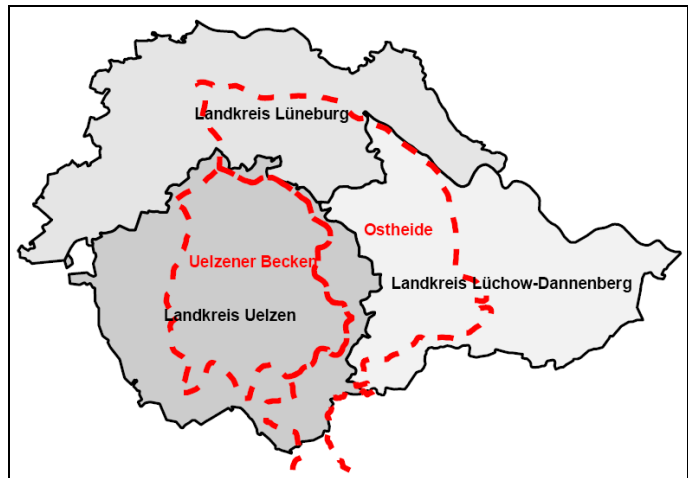 Landkreis Lüneburg
Ostheide
Uelzener Becken
Landkreis Lüchow-Dannenberg
Landkreis Uelzen